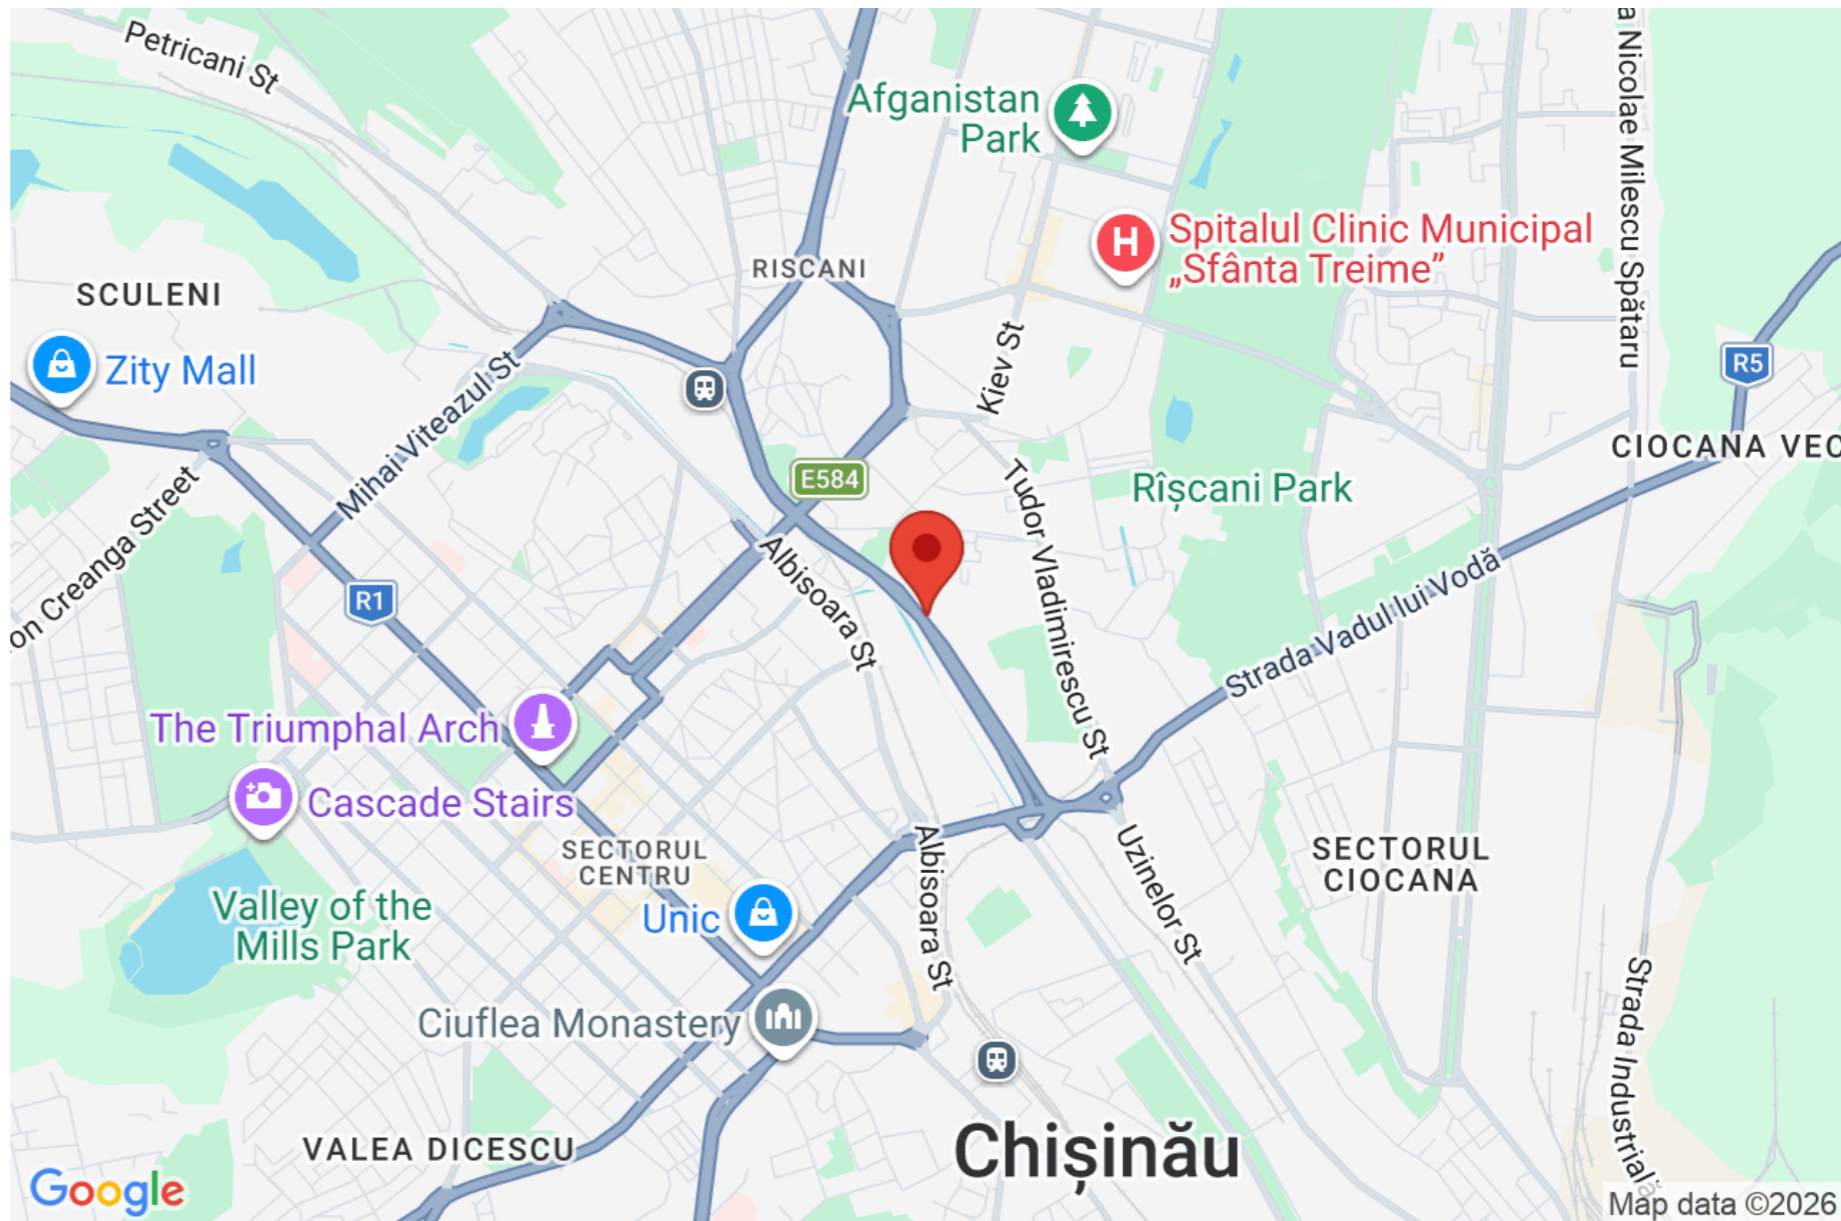 Petricani St
Afganistan
Park
a Nicolae Milescu Spătaru
Spitalul Clinic Municipal
„Sfânta Treime”
RISCANI
SCULENI
Zity Mall
Kiev St
R5
Mihai Viteazul St
CIOCANA VEC
E584
Rîșcani Park
Tudor Vladimirescu St
on Creanga Street
Albisoara St
R1
Strada Vadul lui Vodă
The Triumphal Arch
Cascade Stairs
SECTORUL
CENTRU
Albisoara St
Uzinelor St
SECTORUL
CIOCANA
Valley of the
Mills Park
Unic
Ciuflea Monastery
Strada Industrială
VALEA DICESCU
Chișinău
Google
Map data ©2026